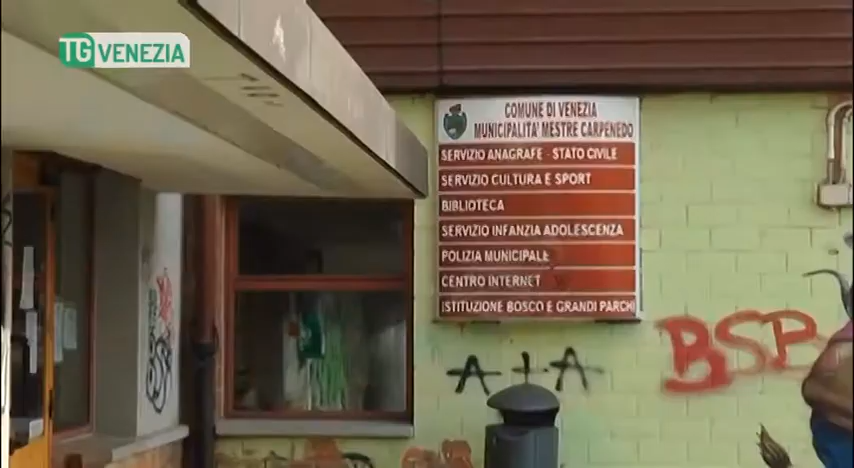 TG VENEZIA
COMUNE DI VENEZIA
MUNICIPALITA' MESTRE CARPENEDO
SERVIZIO ANAGRAFE - STATO CIVILE
SERVIZIO CULTURA E SPORT
BIBLIOTECA
SERVIZIO INFANZIA ADOLESCENZA
POLIZIA MUNICIPALE
CENTRO INTERNET
ISTITUZIONE BOSCO E GRANDI PARCHI
BSP